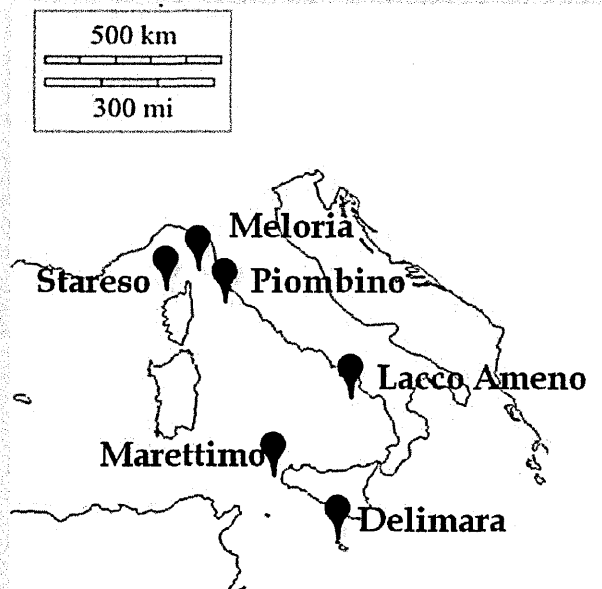 500 km
300 mi
Meloria
Stareso
Piombino
Lacco Ameno
Marettimo
Delimara